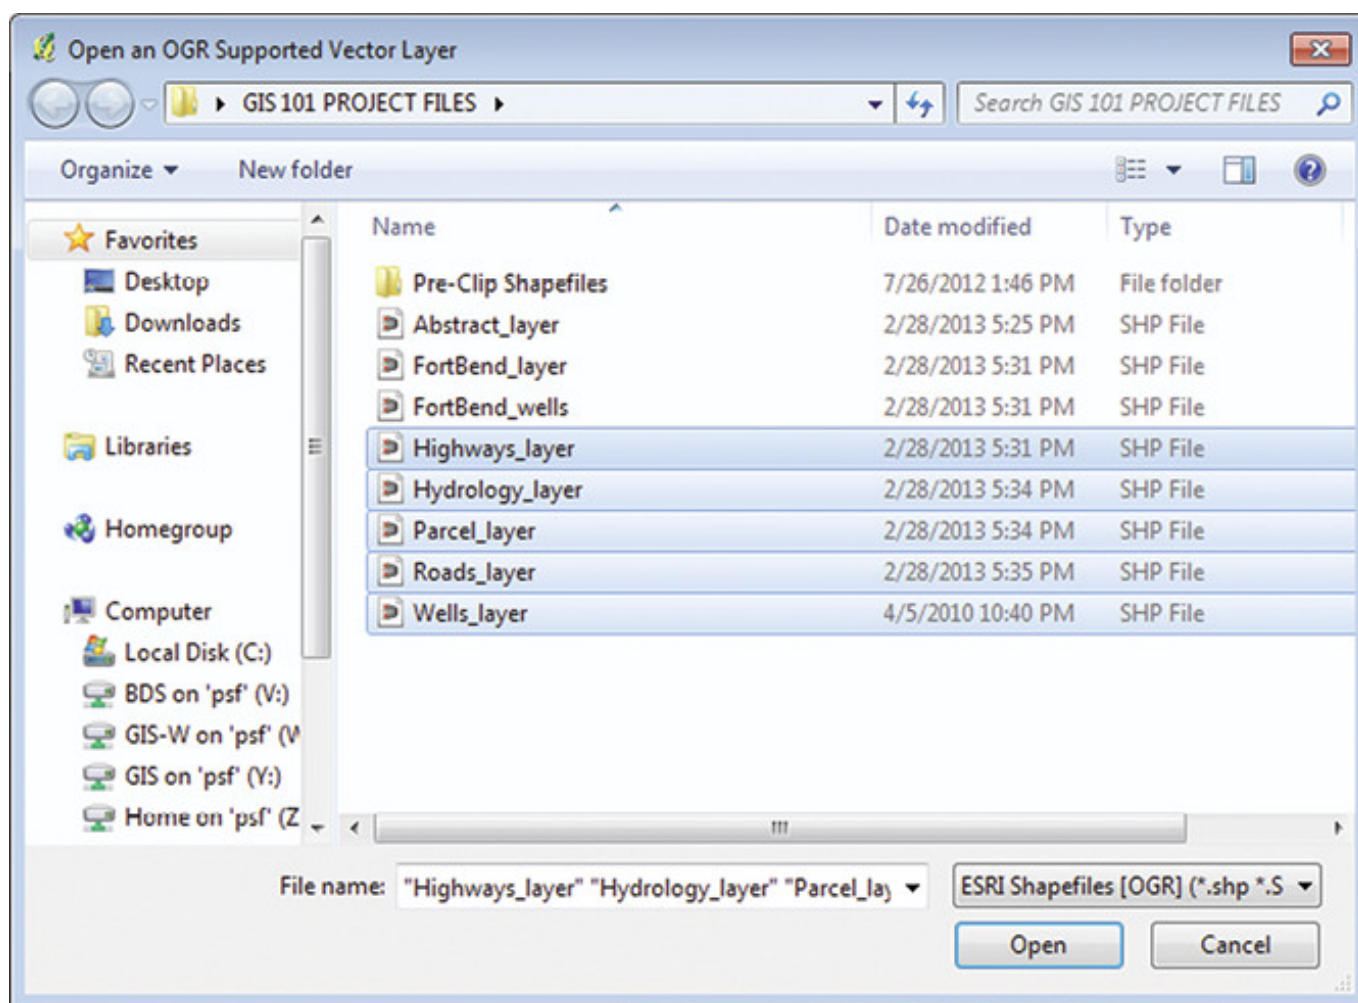 Open an OGR Supported Vector Layer
GIS 101 PROJECT FILES
Search GIS 101 PROJECT FILES
Organize
New folder
Name
Date modified
Type
Favorites
Desktop
Downloads
Recent Places
Libraries
Homegroup
Computer
Local Disk (C:)
BDS on 'psf' (V:)
GIS-W on 'psf' (W
GIS on 'psf' (Y:)
Home on 'psf' (Z
Pre-Clip Shapefiles 7/26/2012 1:46 PM File folder
Abstract_layer 2/28/2013 5:25 PM SHP File
FortBend_layer 2/28/2013 5:31 PM SHP File
FortBend_wells 2/28/2013 5:31 PM SHP File
Highways_layer 2/28/2013 5:31 PM SHP File
Hydrology_layer 2/28/2013 5:34 PM SHP File
Parcel_layer 2/28/2013 5:34 PM SHP File
Roads_layer 2/28/2013 5:35 PM SHP File
Wells_layer 4/5/2010 10:40 PM SHP File
File name: "Highways_layer" "Hydrology_layer" "Parcel_lay
ESRI Shapefiles [OGR] (*.shp *.S
Open
Cancel